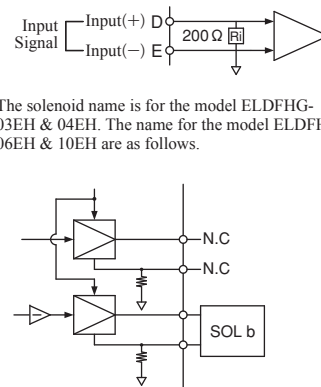 Input(+) D
Input
Signal
200 Ω Ri
Input(−) E
The solenoid name is for the model ELDFHG-
03EH & 04EH. The name for the model ELDFH
06EH & 10EH are as follows.
N.C
N.C
SOL b